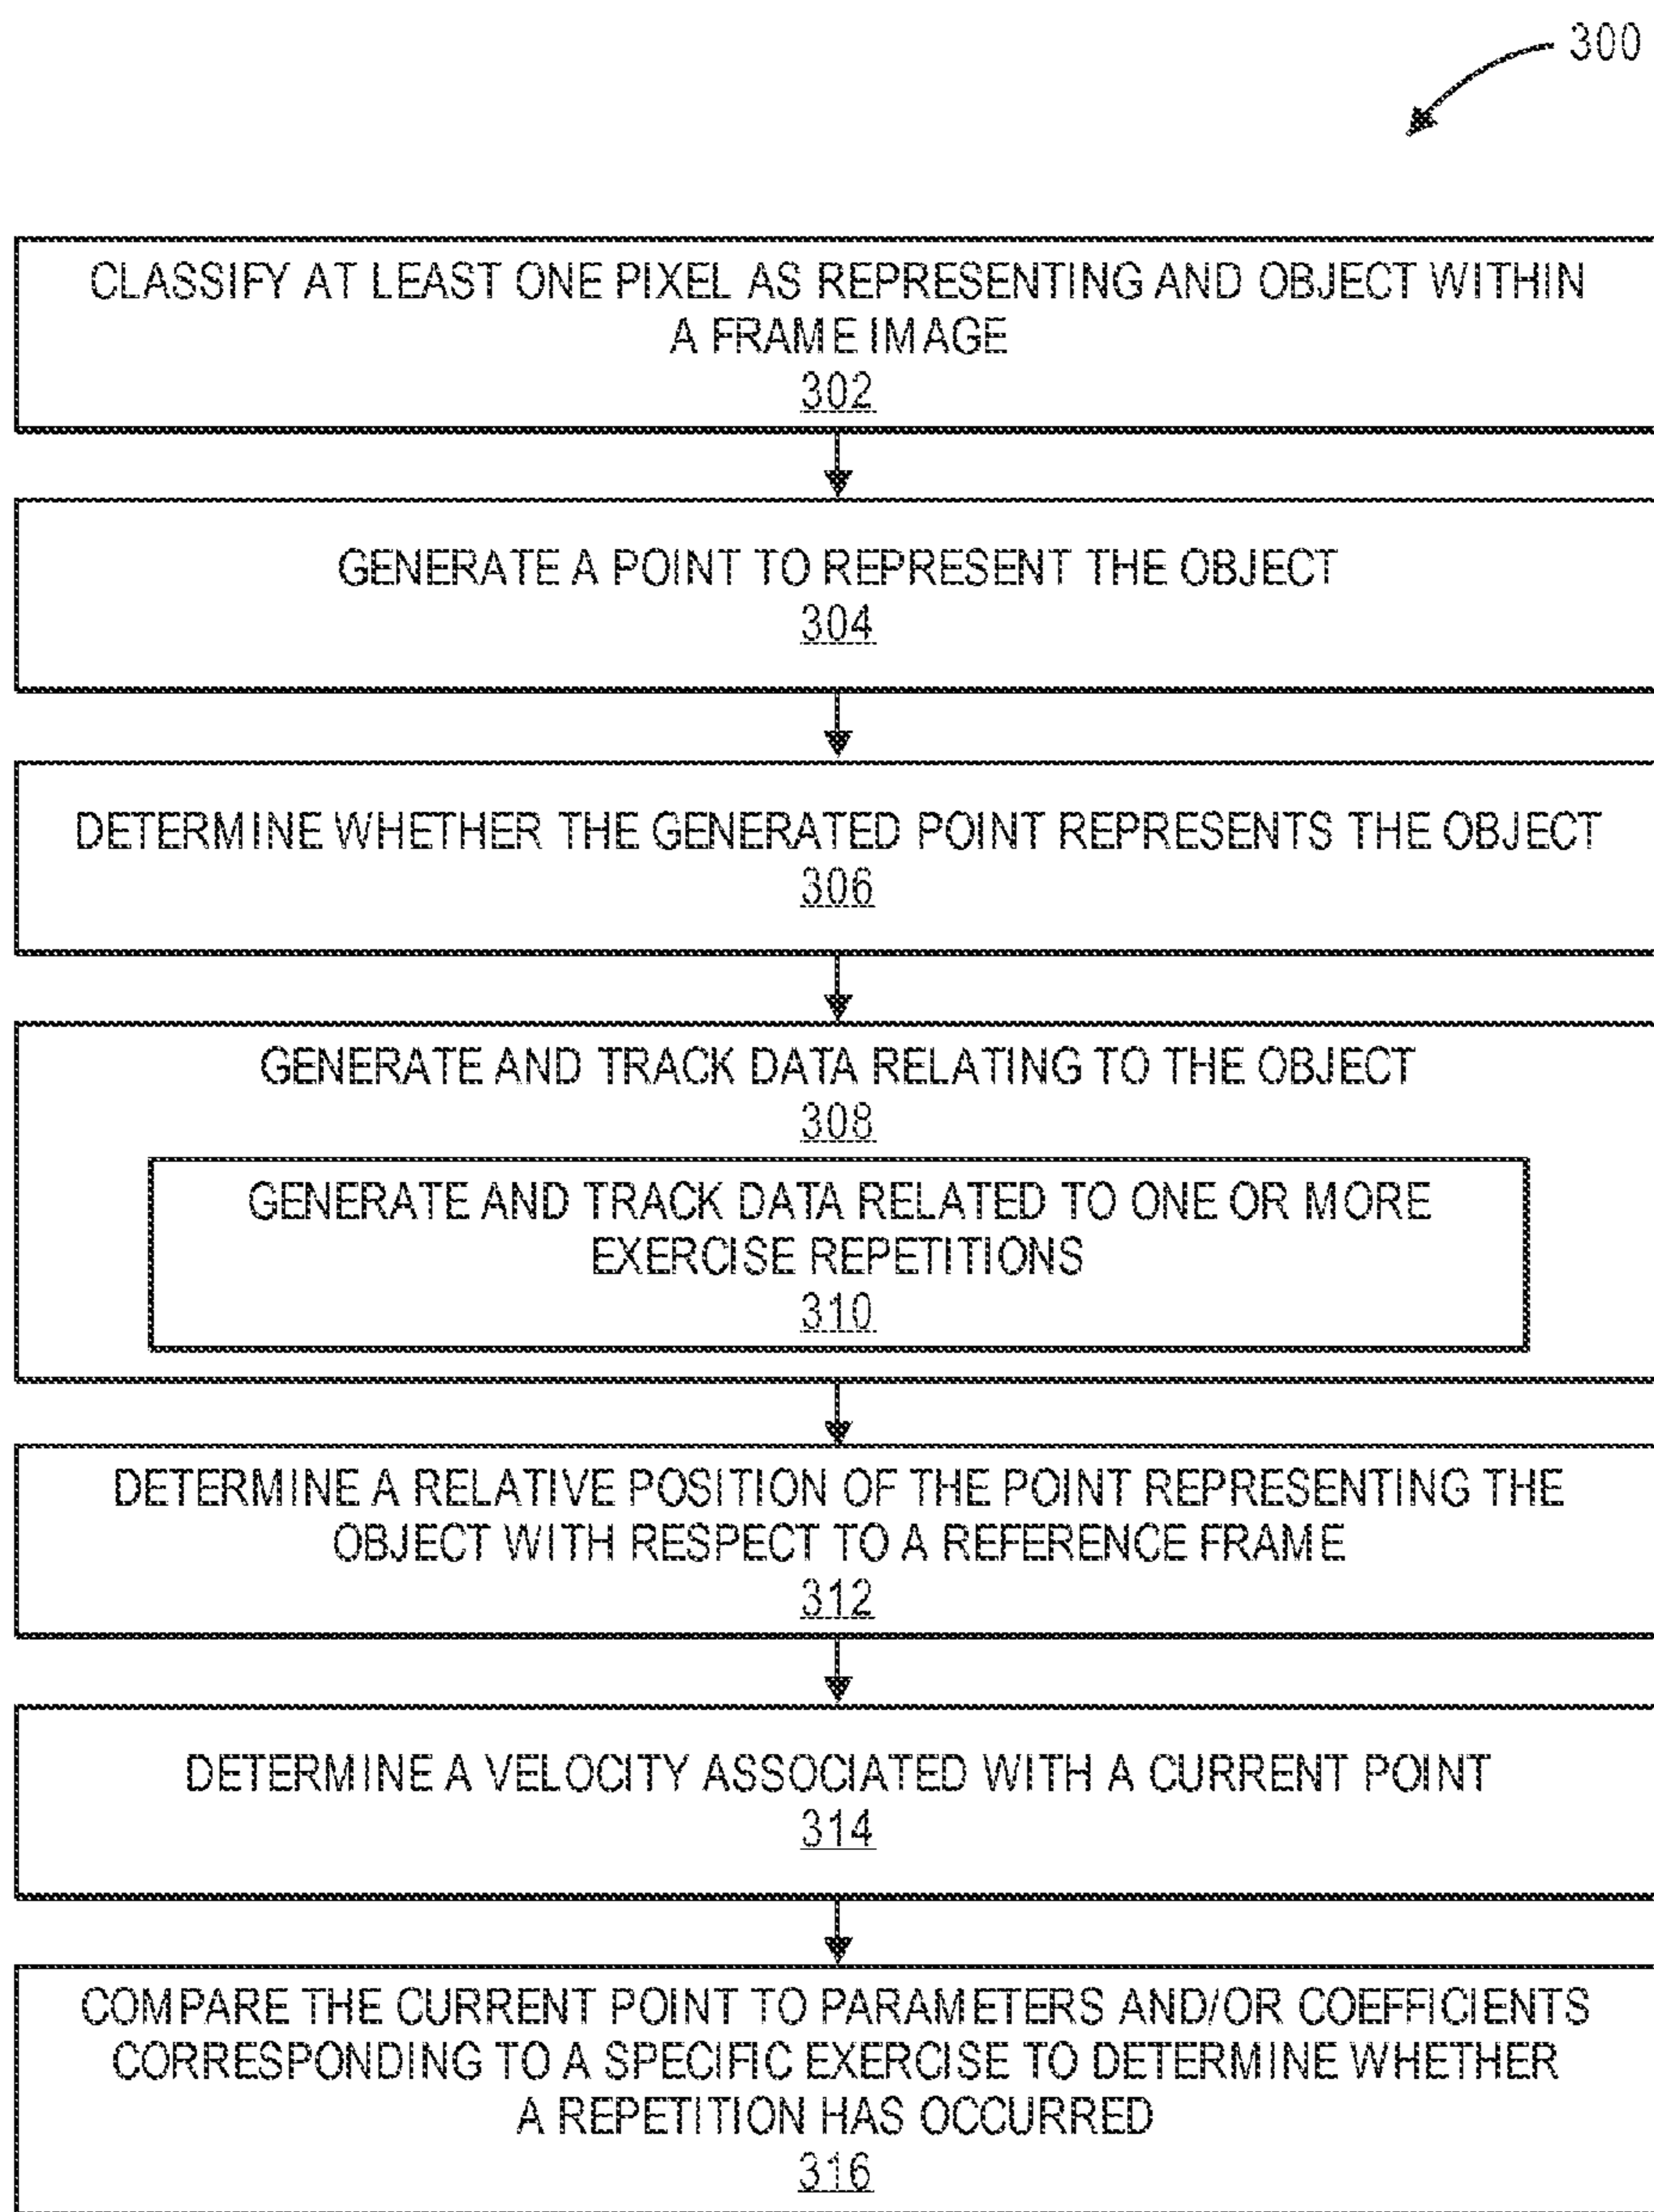 300
CLASSIFY AT LEAST ONE PIXEL AS REPRESENTING AND OBJECT WITHIN
A FRAME IMAGE
302
GENERATE A POINT TO REPRESENT THE OBJECT
304
DETERMINE WHETHER THE GENERATED POINT REPRESENTS THE OBJECT
306
GENERATE AND TRACK DATA RELATING TO THE OBJECT
308
GENERATE AND TRACK DATA RELATED TO ONE OR MORE
EXERCISE REPETITIONS
310
DETERMINE A RELATIVE POSITION OF THE POINT REPRESENTING THE
OBJECT WITH RESPECT TO A REFERENCE FRAME
312
DETERMINE A VELOCITY ASSOCIATED WITH A CURRENT POINT
314
COMPARE THE CURRENT POINT TO PARAMETERS AND/OR COEFFICIENTS
CORRESPONDING TO A SPECIFIC EXERCISE TO DETERMINE WHETHER
A REPETITION HAS OCCURRED
316